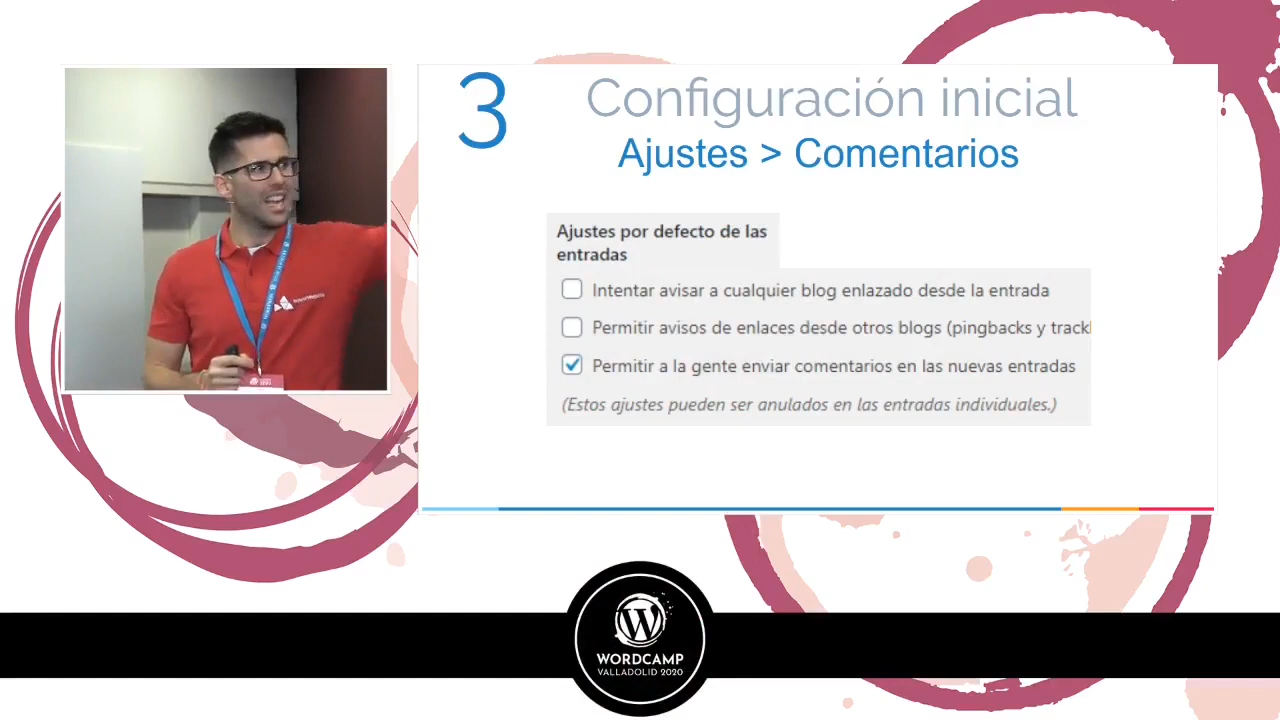 3
Configuración inicial
Ajustes > Comentarios
Ajustes por defecto de las
entradas
Intentar avisar a cualquier blog enlazado desde la entrada
Permitir avisos de enlaces desde otros blogs (pingbacks y track
Permitir a la gente enviar comentarios en las nuevas entradas
(Estos ajustes pueden ser anulados en las entradas individuales.)
W
WORDCAMP
VALLADOLID 2020